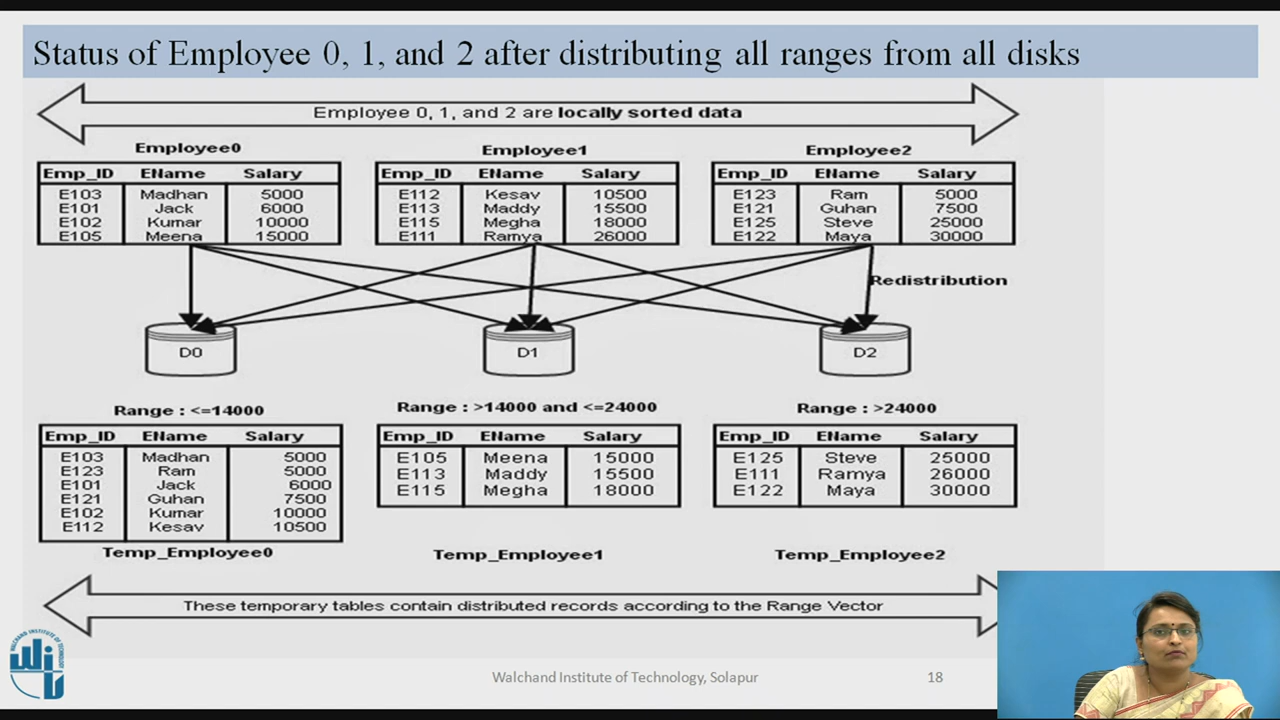 Status of Employee 0, 1, and 2 after distributing all ranges from all disks
Employee 0, 1, and 2 are locally sorted data
Employee0
Emp_ID EName Salary
E103 Madhan 5000
E101 Jack 6000
E102 Kumar 10000
E105 Meena 15000
Employee1
Emp_ID EName Salary
E112 Kesav 10500
E113 Maddy 15500
E115 Megha 18000
E111 Ramya 26000
Employee2
Emp_ID EName Salary
E123 Ram 5000
E121 Guhan 7500
E125 Steve 25000
E122 Maya 30000
Redistribution
D0
D1
D2
Range : <=14000
Emp_ID EName Salary
E103 Madhan 5000
E123 Ram 5000
E101 Jack 6000
E121 Guhan 7500
E102 Kumar 10000
E112 Kesav 10500
Temp_Employee0
Range : >14000 and <=24000
Emp_ID EName Salary
E105 Meena 15000
E113 Maddy 15500
E115 Megha 18000
Temp_Employee1
Range : >24000
Emp_ID EName Salary
E125 Steve 25000
E111 Ramya 26000
E122 Maya 30000
Temp_Employee2
These temporary tables contain distributed records according to the Range Vector
WALCHAND INSTITUTE OF TECHNOLOGY
WIT
Walchand Institute of Technology, Solapur
18